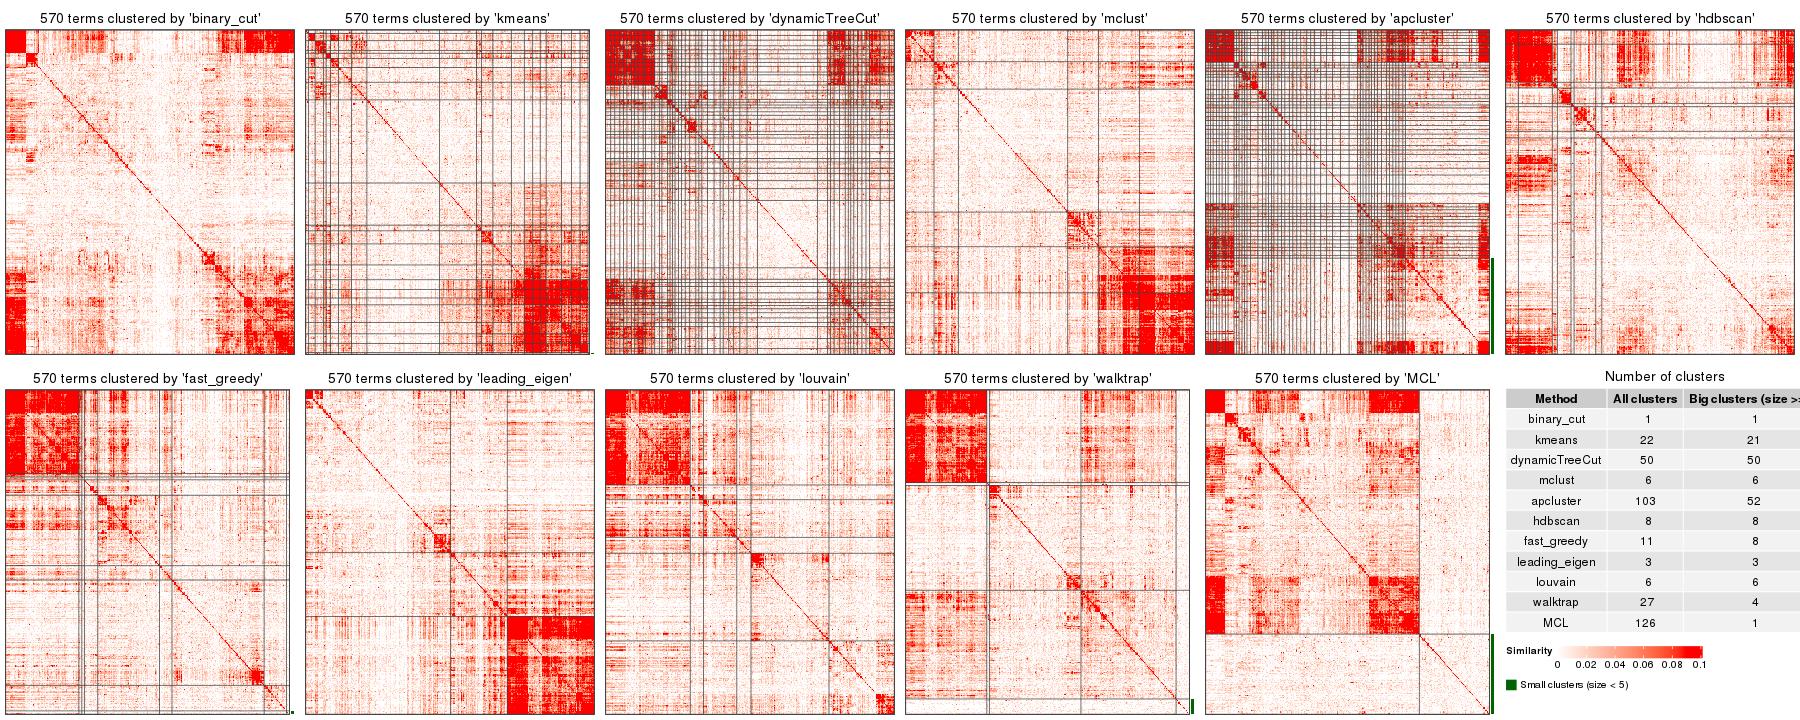 570 terms clustered by 'binary_cut'
570 terms clustered by 'kmeans'
570 terms clustered by 'dynamicTreeCut'
570 terms clustered by 'mclust'
570 terms clustered by 'apcluster'
570 terms clustered by 'hdbscan'
570 terms clustered by 'fast_greedy'
570 terms clustered by 'leading_eigen'
570 terms clustered by 'louvain'
570 terms clustered by 'walktrap'
570 terms clustered by 'MCL'
Number of clusters
Method All clusters Big clusters (size >=
binary_cut 1 1
kmeans 22 21
dynamicTreeCut 50 50
mclust 6 6
apcluster 103 52
hdbscan 8 8
fast_greedy 11 8
leading_eigen 3 3
louvain 6 6
walktrap 27 4
MCL 126 1
Similarity
0 0.02 0.04 0.06 0.08 0.1
Small clusters (size < 5)